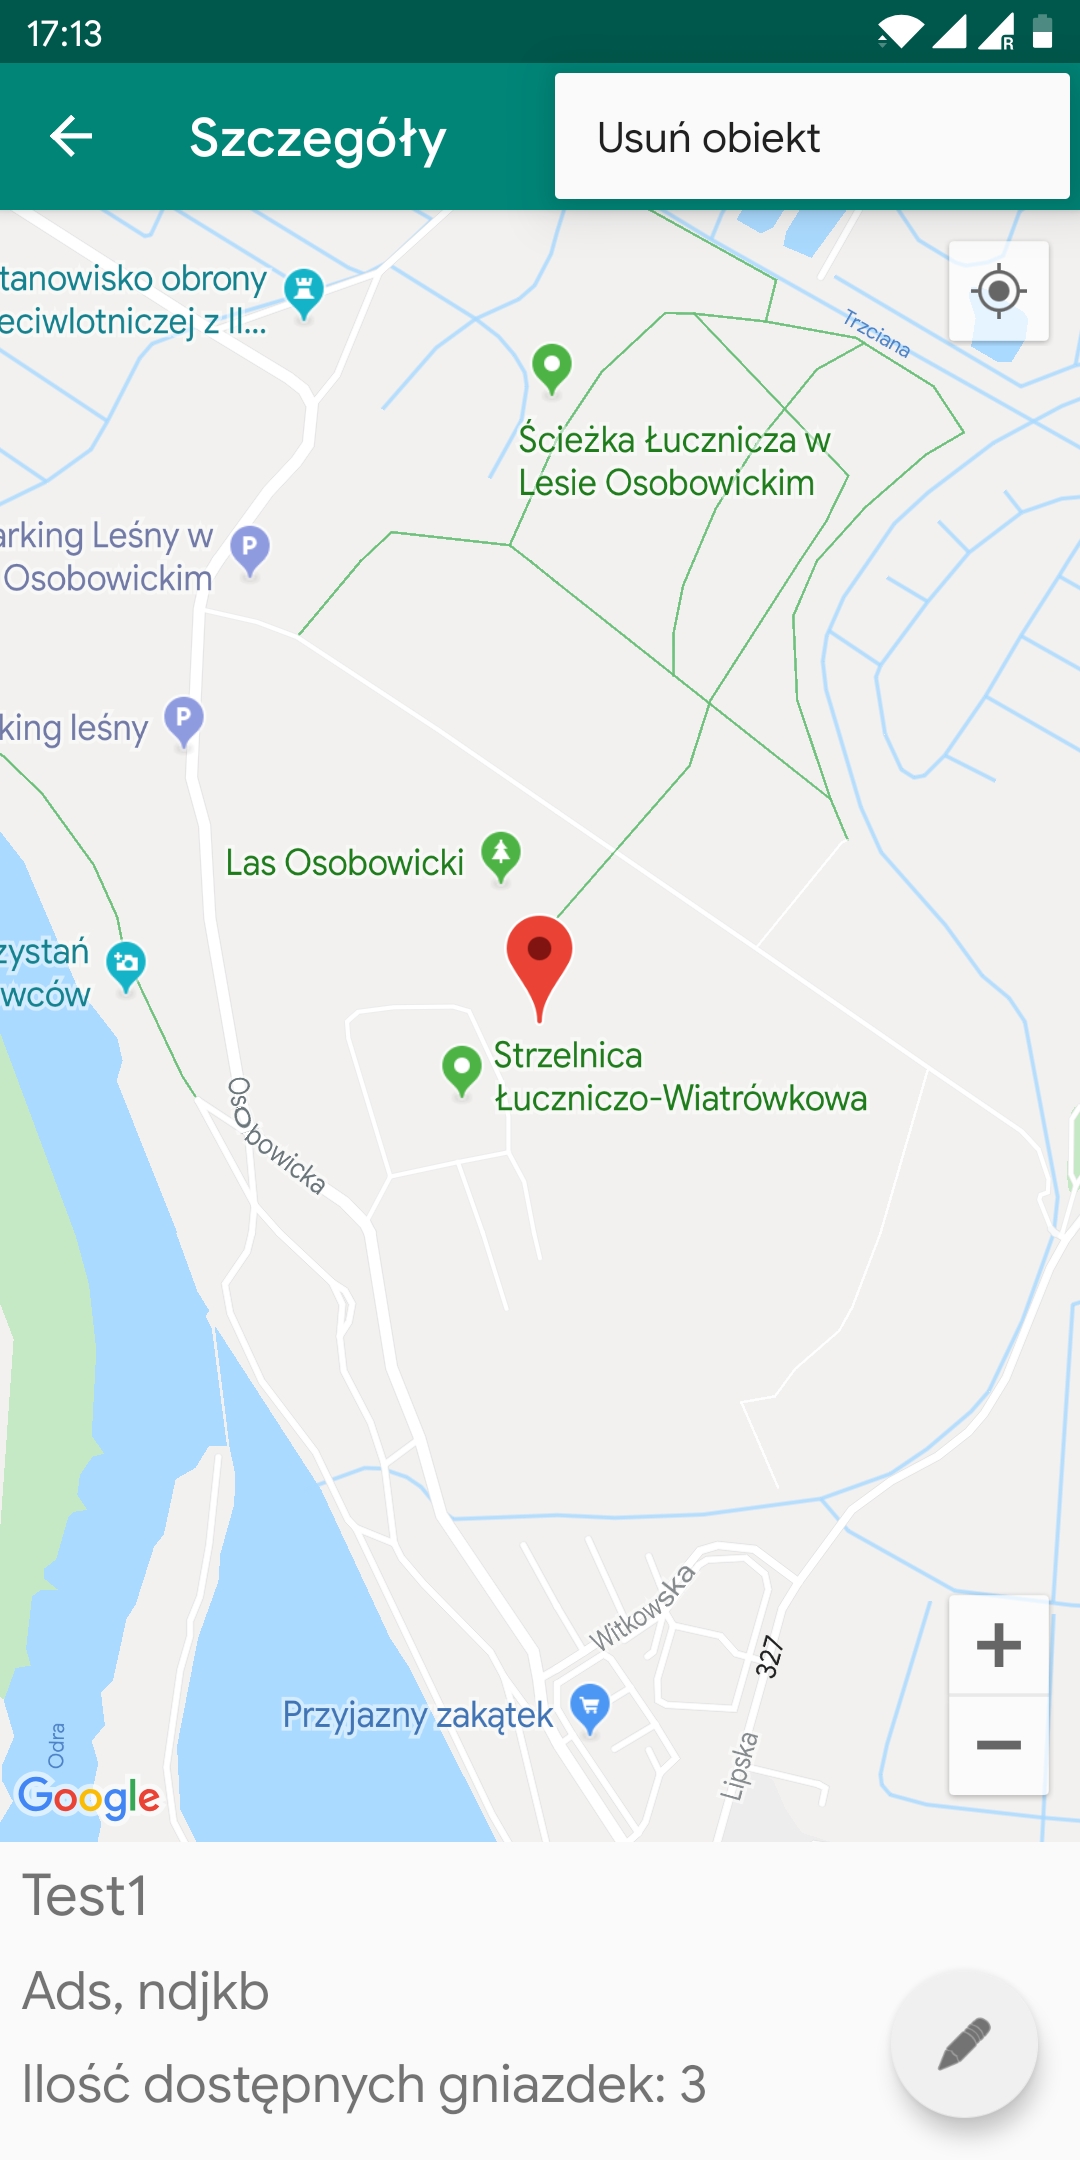 17:13
R
Szczegóły
Usuń obiekt
tanowisko obrony
eciwlotniczej z II...
Trzciana
Ścieżka Łucznicza w
Lesie Osobowickim
arking Leśny w
Osobowickim
P
king leśny
P
Las Osobowicki
zystań
wców
Strzelnica
Łuczniczo-Wiatrówkowa
Osobowicka
Witkowska
327
Przyjazny zakątek
Lipska
Odra
Google
Test1
Ads, ndjkb
Ilość dostępnych gniazdek: 3